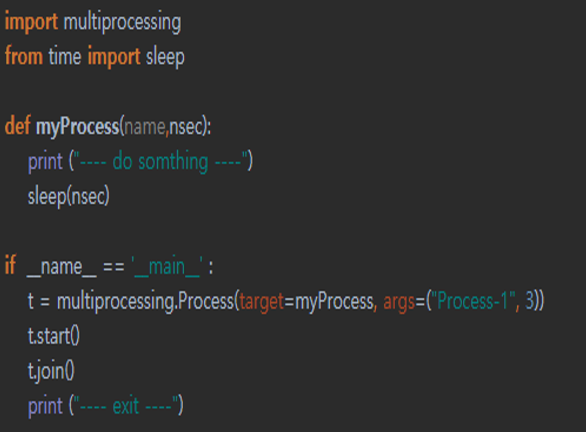 import multiprocessing
from time import sleep
def myProcess(name,nsec):
print ("---- do somthing ----")
sleep(nsec)
if __name__ == '__main__' :
t = multiprocessing.Process(target=myProcess, args=("Process-1", 3))
t.start()
t.join()
print ("---- exit ----")